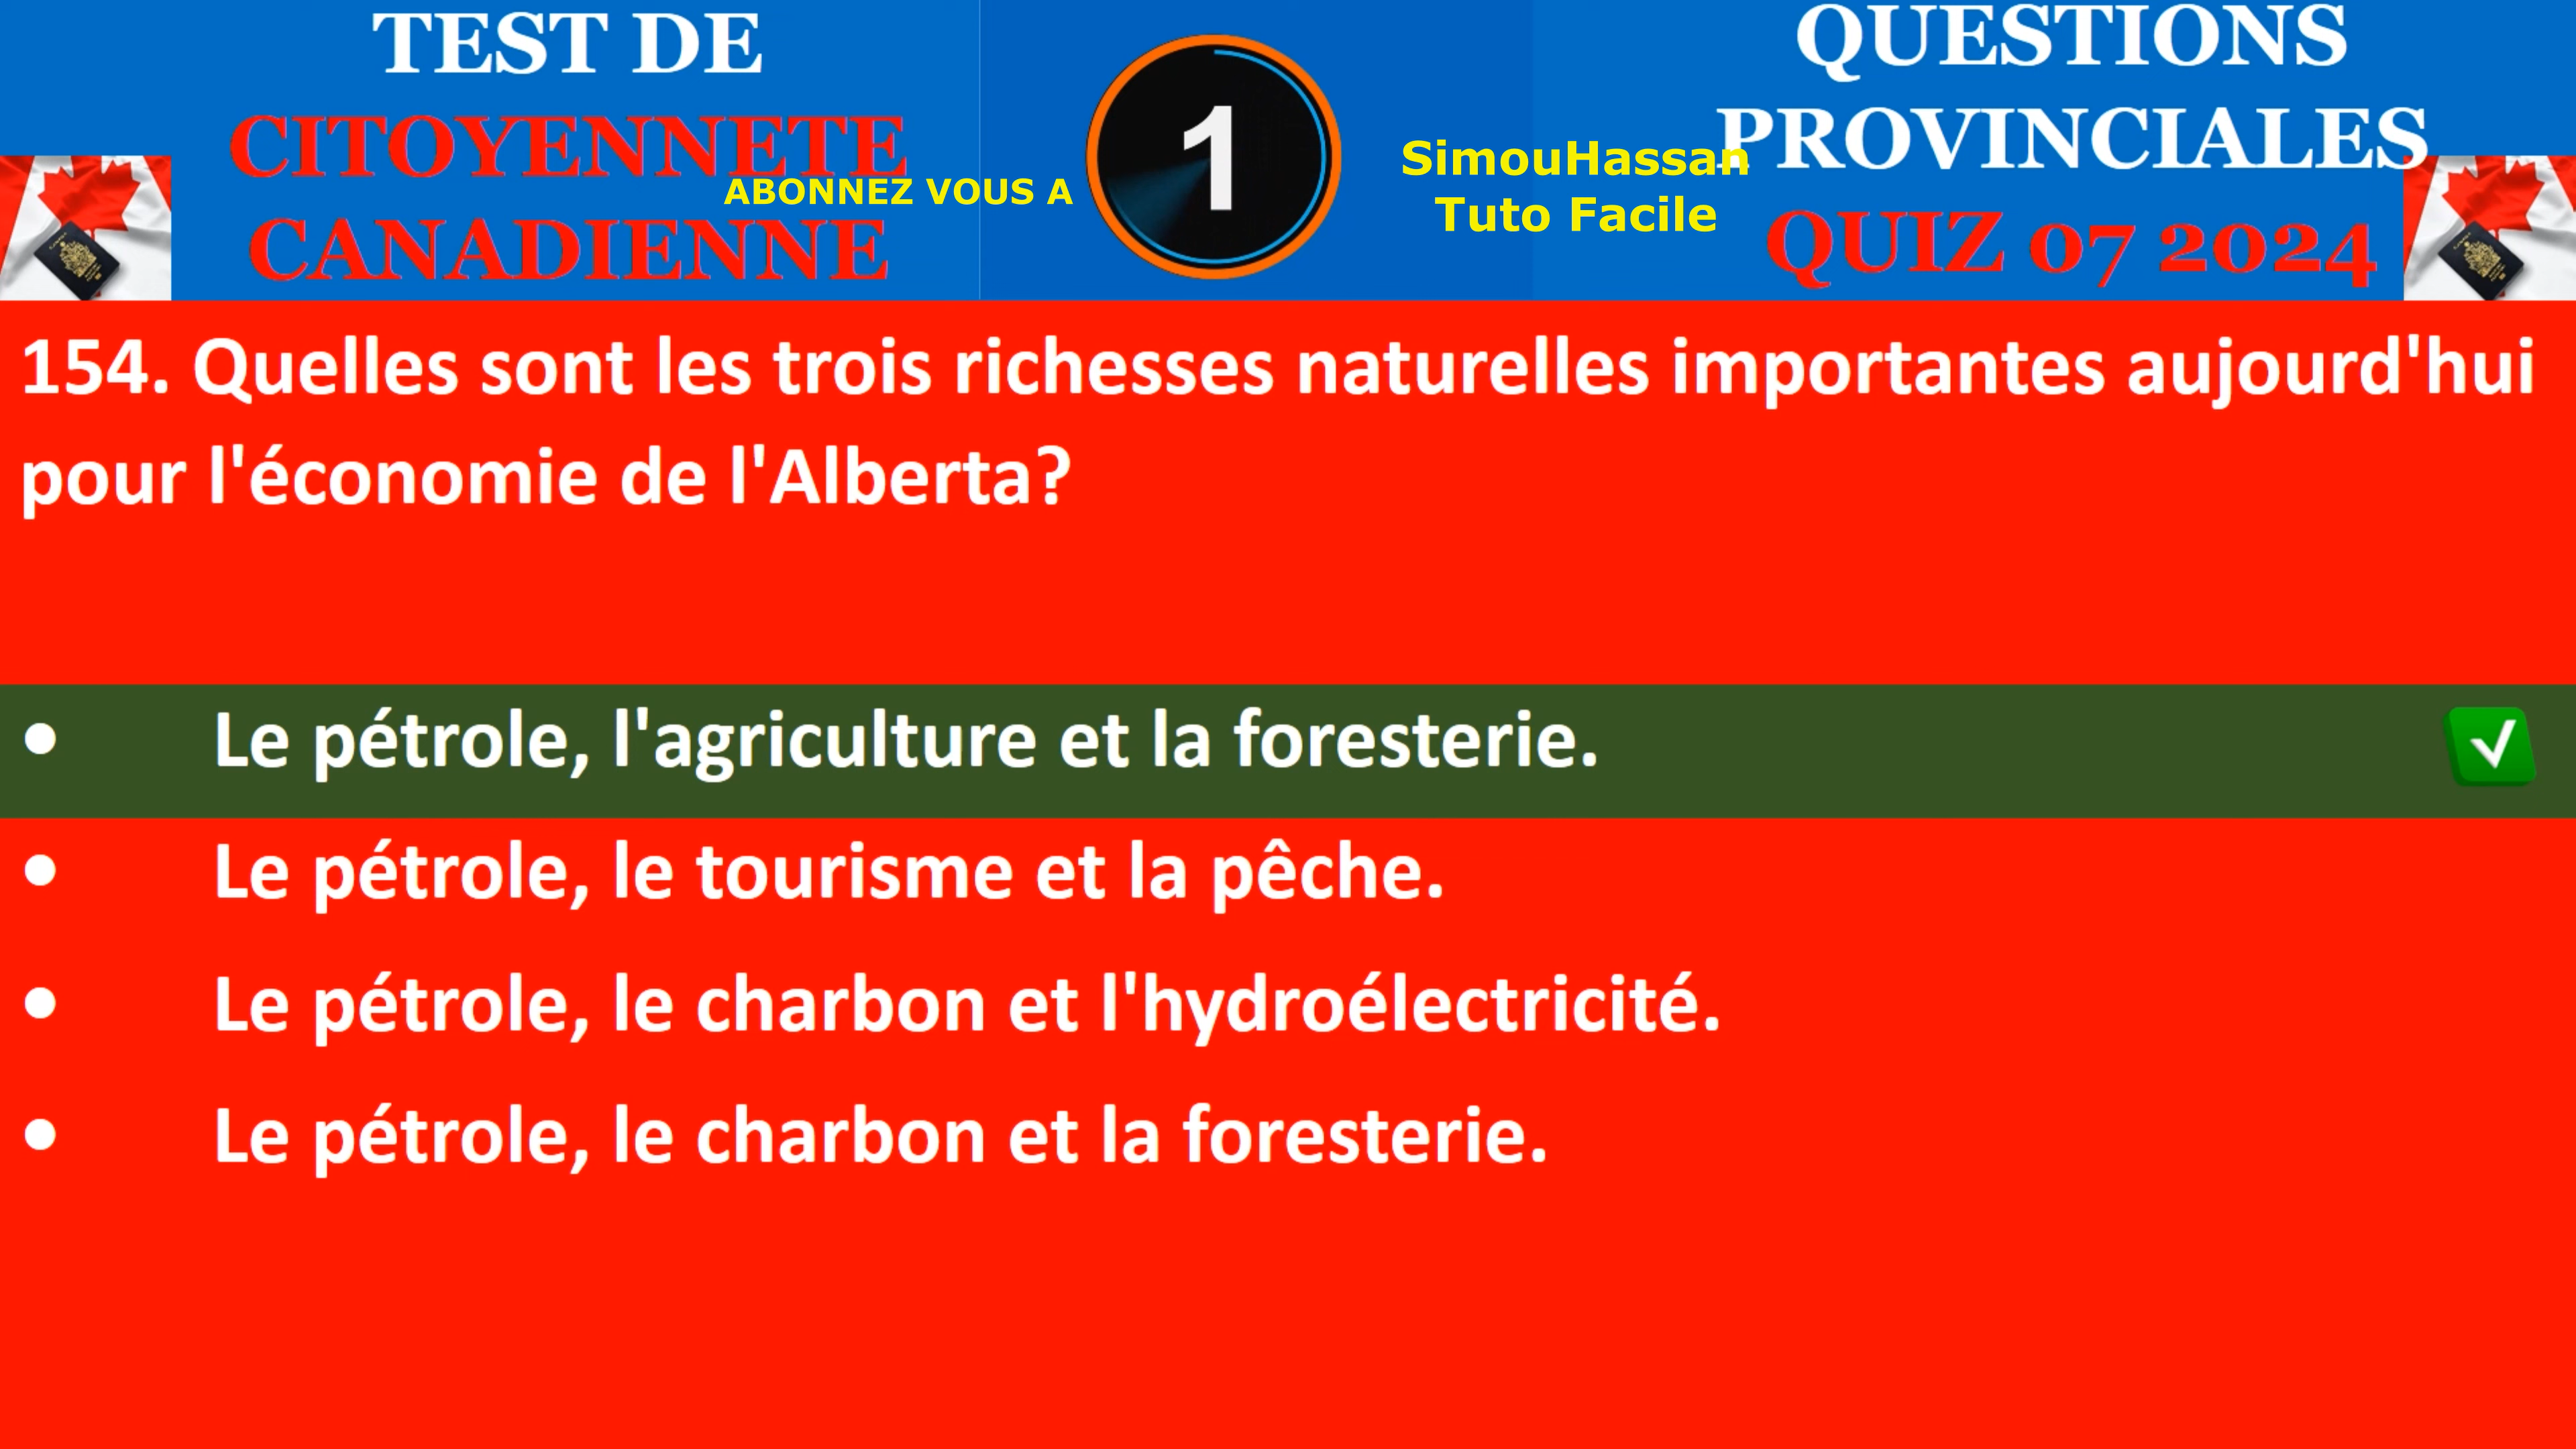 TEST DE
CITOYENNETE
CANADIENNE
ABONNEZ VOUS A
1
SimouHassan
Tuto Facile
QUESTIONS
PROVINCIALES
QUIZ 07 2024
154. Quelles sont les trois richesses naturelles importantes aujourd'hui
pour l'économie de l'Alberta?
• Le pétrole, l'agriculture et la foresterie.
• Le pétrole, le tourisme et la pêche.
• Le pétrole, le charbon et l'hydroélectricité.
• Le pétrole, le charbon et la foresterie.